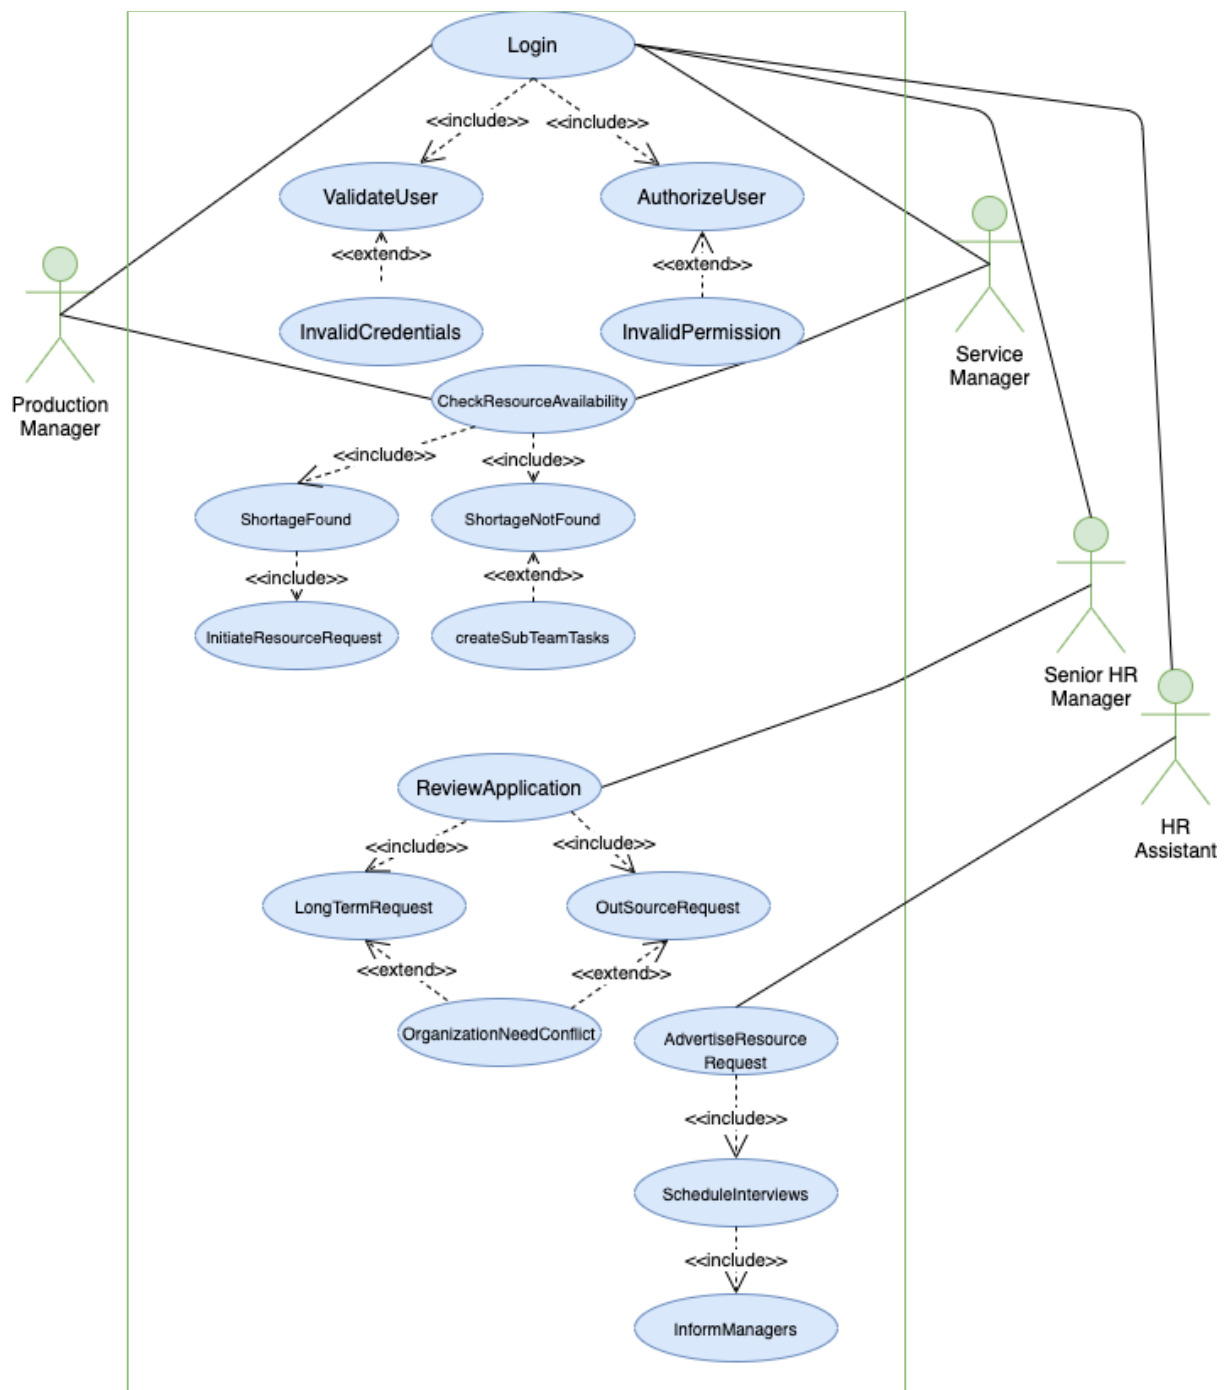 Login
<<include>>
<<include>>
ValidateUser
AuthorizeUser
<<extend>>
<<extend>>
InvalidCredentials
InvalidPermission
Production
Manager
Service
Manager
CheckResourceAvailability
<<include>>
<<include>>
ShortageFound
ShortageNotFound
<<include>>
<<extend>>
InitiateResourceRequest
createSubTeamTasks
Senior HR
Manager
ReviewApplication
HR
Assistant
<<include>>
<<include>>
LongTermRequest
OutSourceRequest
<<extend>>
<<extend>>
OrganizationNeedConflict
AdvertiseResource
Request
<<include>>
ScheduleInterviews
<<include>>
InformManagers